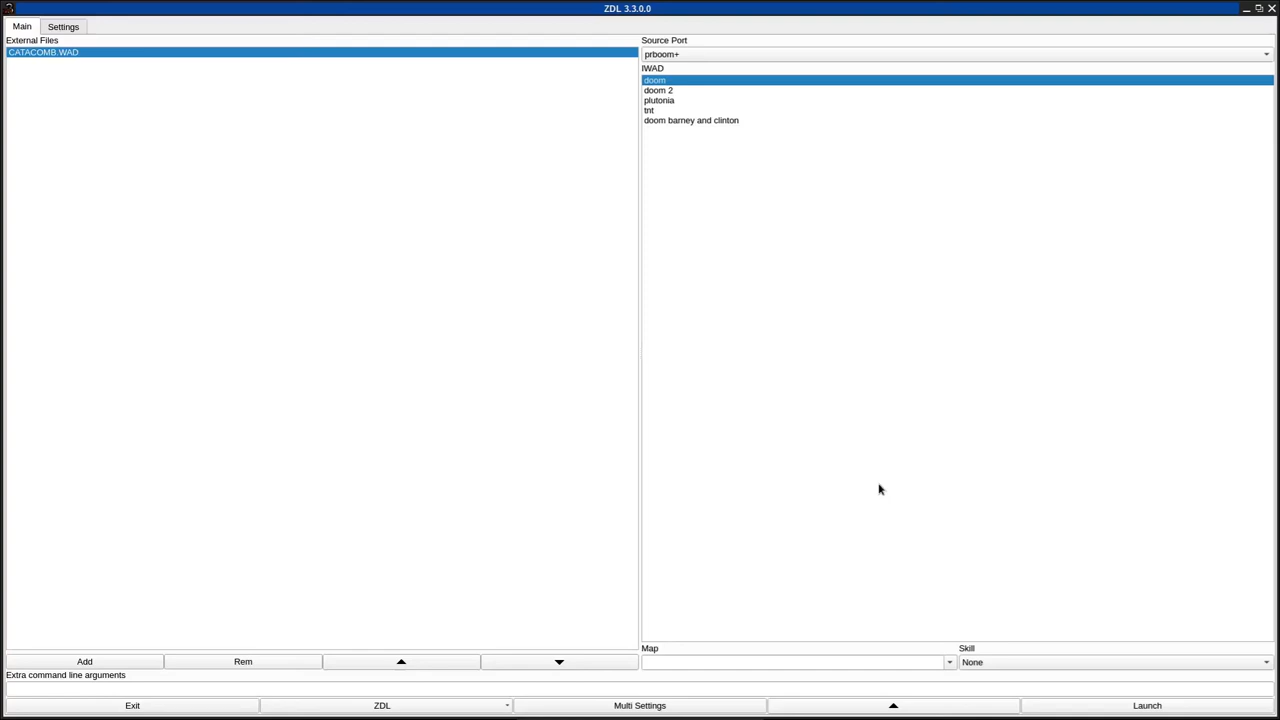 ZDL 3.3.0.0
Main Settings
External Files
CATACOMB.WAD
Source Port
prboom+
IWAD
doom
doom 2
plutonia
tnt
doom barney and clinton
Add Rem
Map Skill
None
Extra command line arguments
Exit ZDL Multi Settings Launch